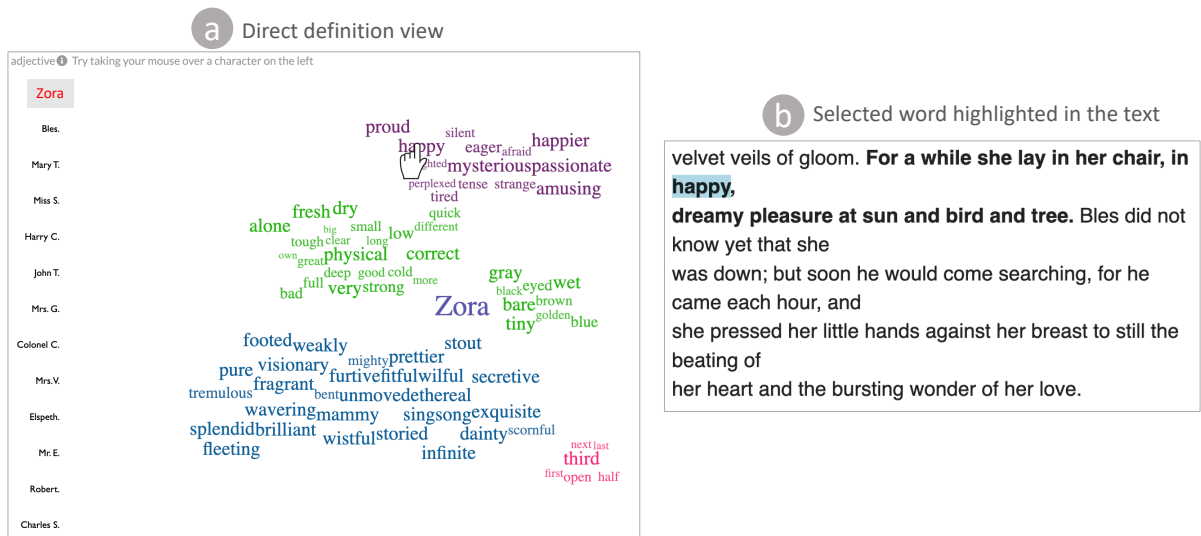 a Direct definition view
adjective Try taking your mouse over a character on the left
Zora
Bles.
Mary T.
Miss S.
Harry C.
John T.
Mrs. G.
Colonel C.
Mrs.V.
Elspeth.
Mr. E.
Robert.
Charles S.
proud silent
happy eager afraid happier
ghted mysterious passionate
perplexed tense strange amusing
tired
fresh dry quick
alone big small low different
tough clear long
own great physical correct
deep good cold more
bad full very strong
gray eyed wet
black
Zora bare brown
tiny golden blue
footed weakly stout
mighty prettier
pure visionary
fragrant furtive fitful wilful secretive
tremulous bent unmoved ethereal
wavering mammy singsong exquisite
splendid brilliant wistful storied dainty scornful
fleeting infinite
next last
third
first open half
b Selected word highlighted in the text
velvet veils of gloom. For a while she lay in her chair, in
happy,
dreamy pleasure at sun and bird and tree. Bles did not
know yet that she
was down; but soon he would come searching, for he
came each hour, and
she pressed her little hands against her breast to still the
beating of
her heart and the bursting wonder of her love.